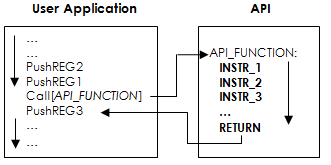 User Application
API
...
...
PushREG2
PushREG1
Call[API_FUNCTION]
PushREG3
...
...
API_FUNCTION:
INSTR_1
INSTR_2
INSTR_3
...
RETURN